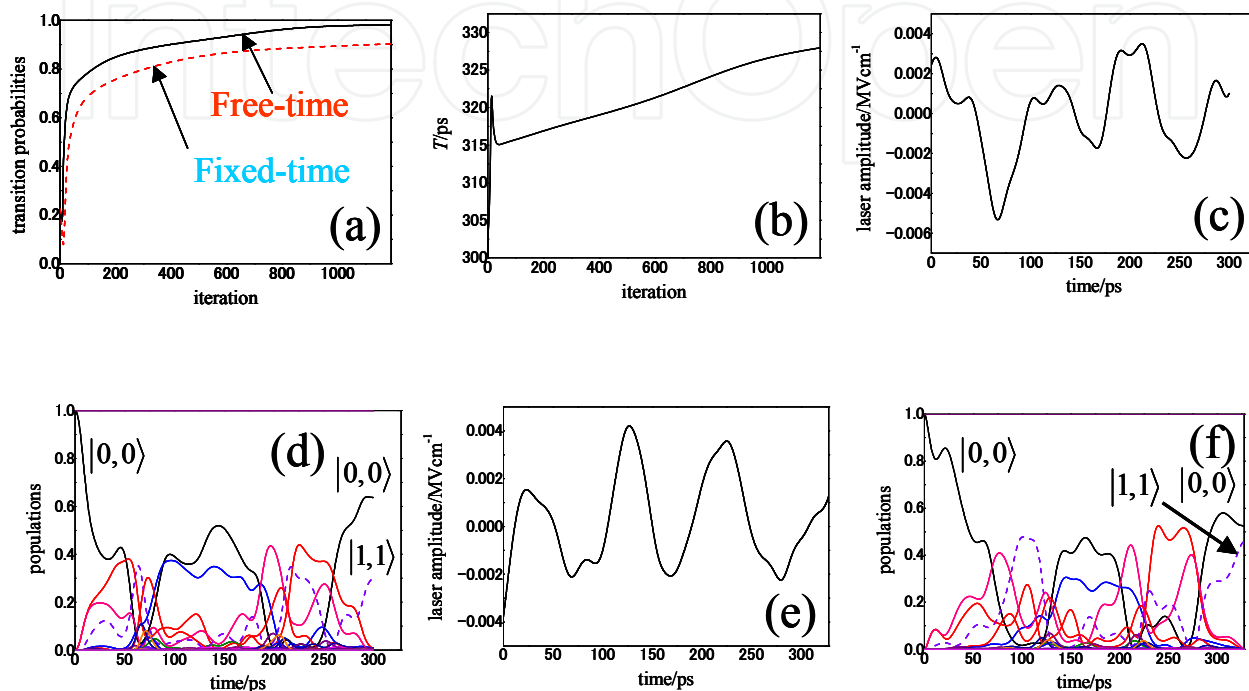 InTechOpen
1.0
0.8
0.6
0.4
0.2
0.0
transition probabilities
Free-time
Fixed-time
(a)
0 200 400 600 800 1000
iteration
330
325
320
315
310
305
300
T/ps
(b)
0 200 400 600 800 1000
iteration
0.004
0.002
0.000
−0.002
−0.004
−0.006
laser amplitude/MVcm⁻¹
(c)
0 50 100 150 200 250 300
time/ps
1.0
0.8
0.6
0.4
0.2
0.0
populations
|0,0⟩
(d)
|0,0⟩
|1,1⟩
0 50 100 150 200 250 300
time/ps
0.004
0.002
0.000
−0.002
−0.004
laser amplitude/MVcm⁻¹
(e)
0 50 100 150 200 250 300
time/ps
1.0
0.8
0.6
0.4
0.2
0.0
populations
|0,0⟩
(f)
|1,1⟩ |0,0⟩
0 50 100 150 200 250 300
time/ps